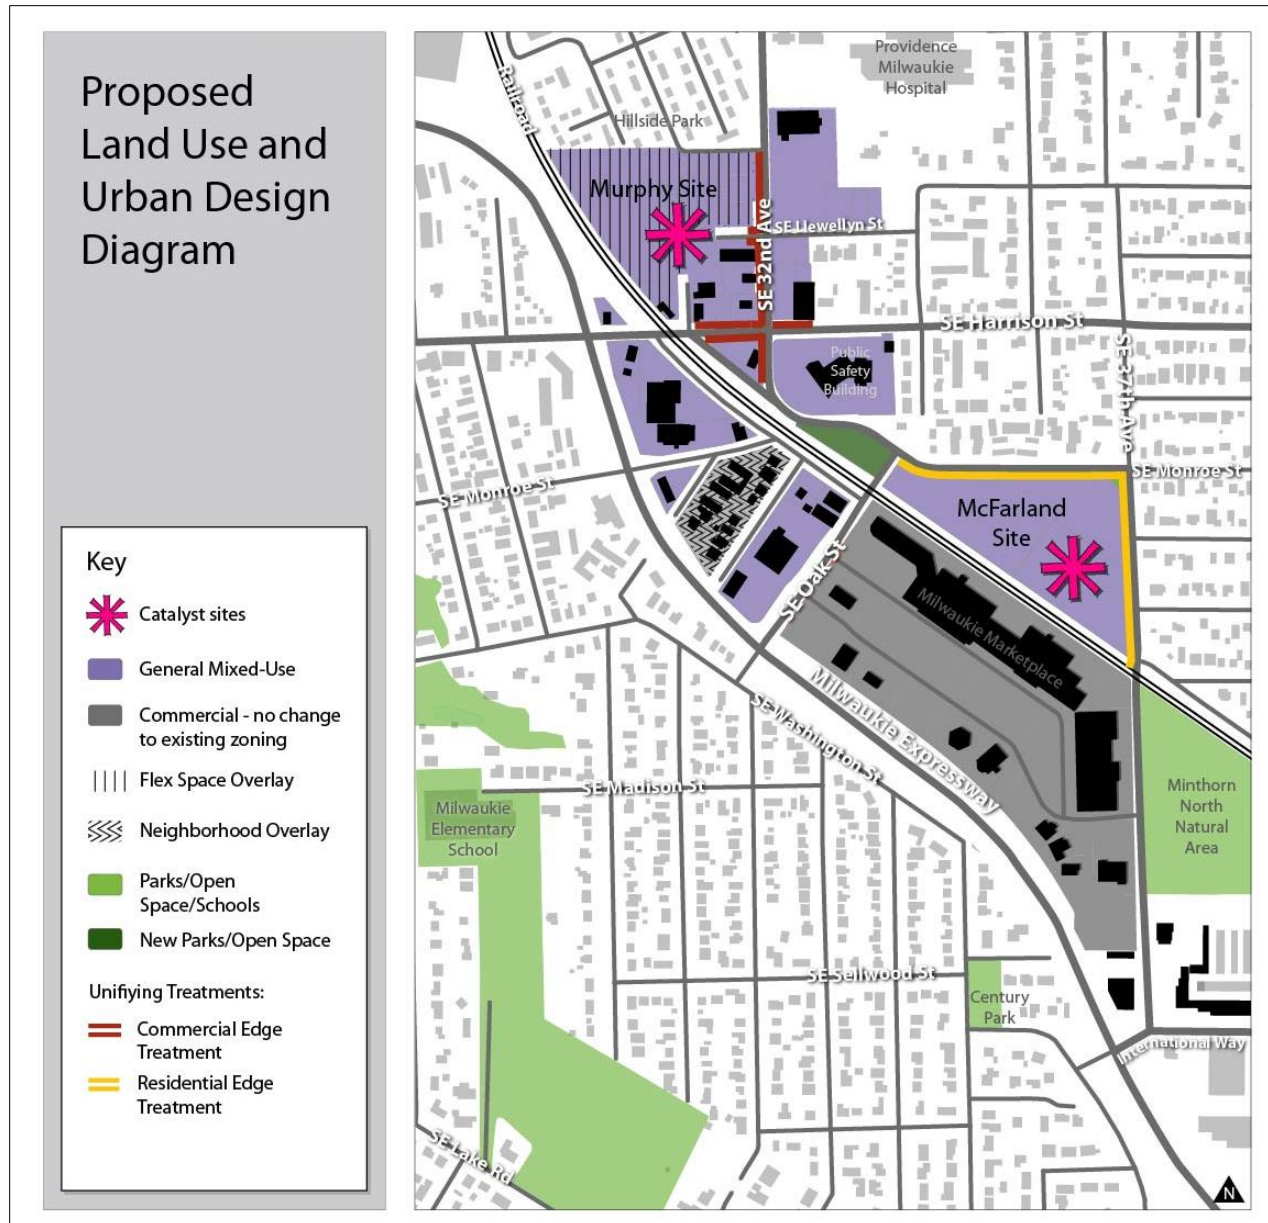 Proposed
Land Use and
Urban Design
Diagram
Key
Catalyst sites
General Mixed-Use
Commercial - no change
to existing zoning
Flex Space Overlay
Neighborhood Overlay
Parks/Open
Space/Schools
New Parks/Open Space
Unifiying Treatments:
Commercial Edge
Treatment
Residential Edge
Treatment
Railroad
Providence
Milwaukie
Hospital
Hillside Park
Murphy Site
SE Llewellyn St
SE 32nd Ave
SE Harrison St
SE 37th Ave
Public
Safety
Building
SE Monroe St
SE Monroe St
McFarland
Site
SE Oak St
Milwaukie Marketplace
Milwaukie Expressway
SE Washington St
SE Madison St
Milwaukie
Elementary
School
Minthorn
North
Natural
Area
SE Sellwood St
Century
Park
International Way
SE Lake Rd
N